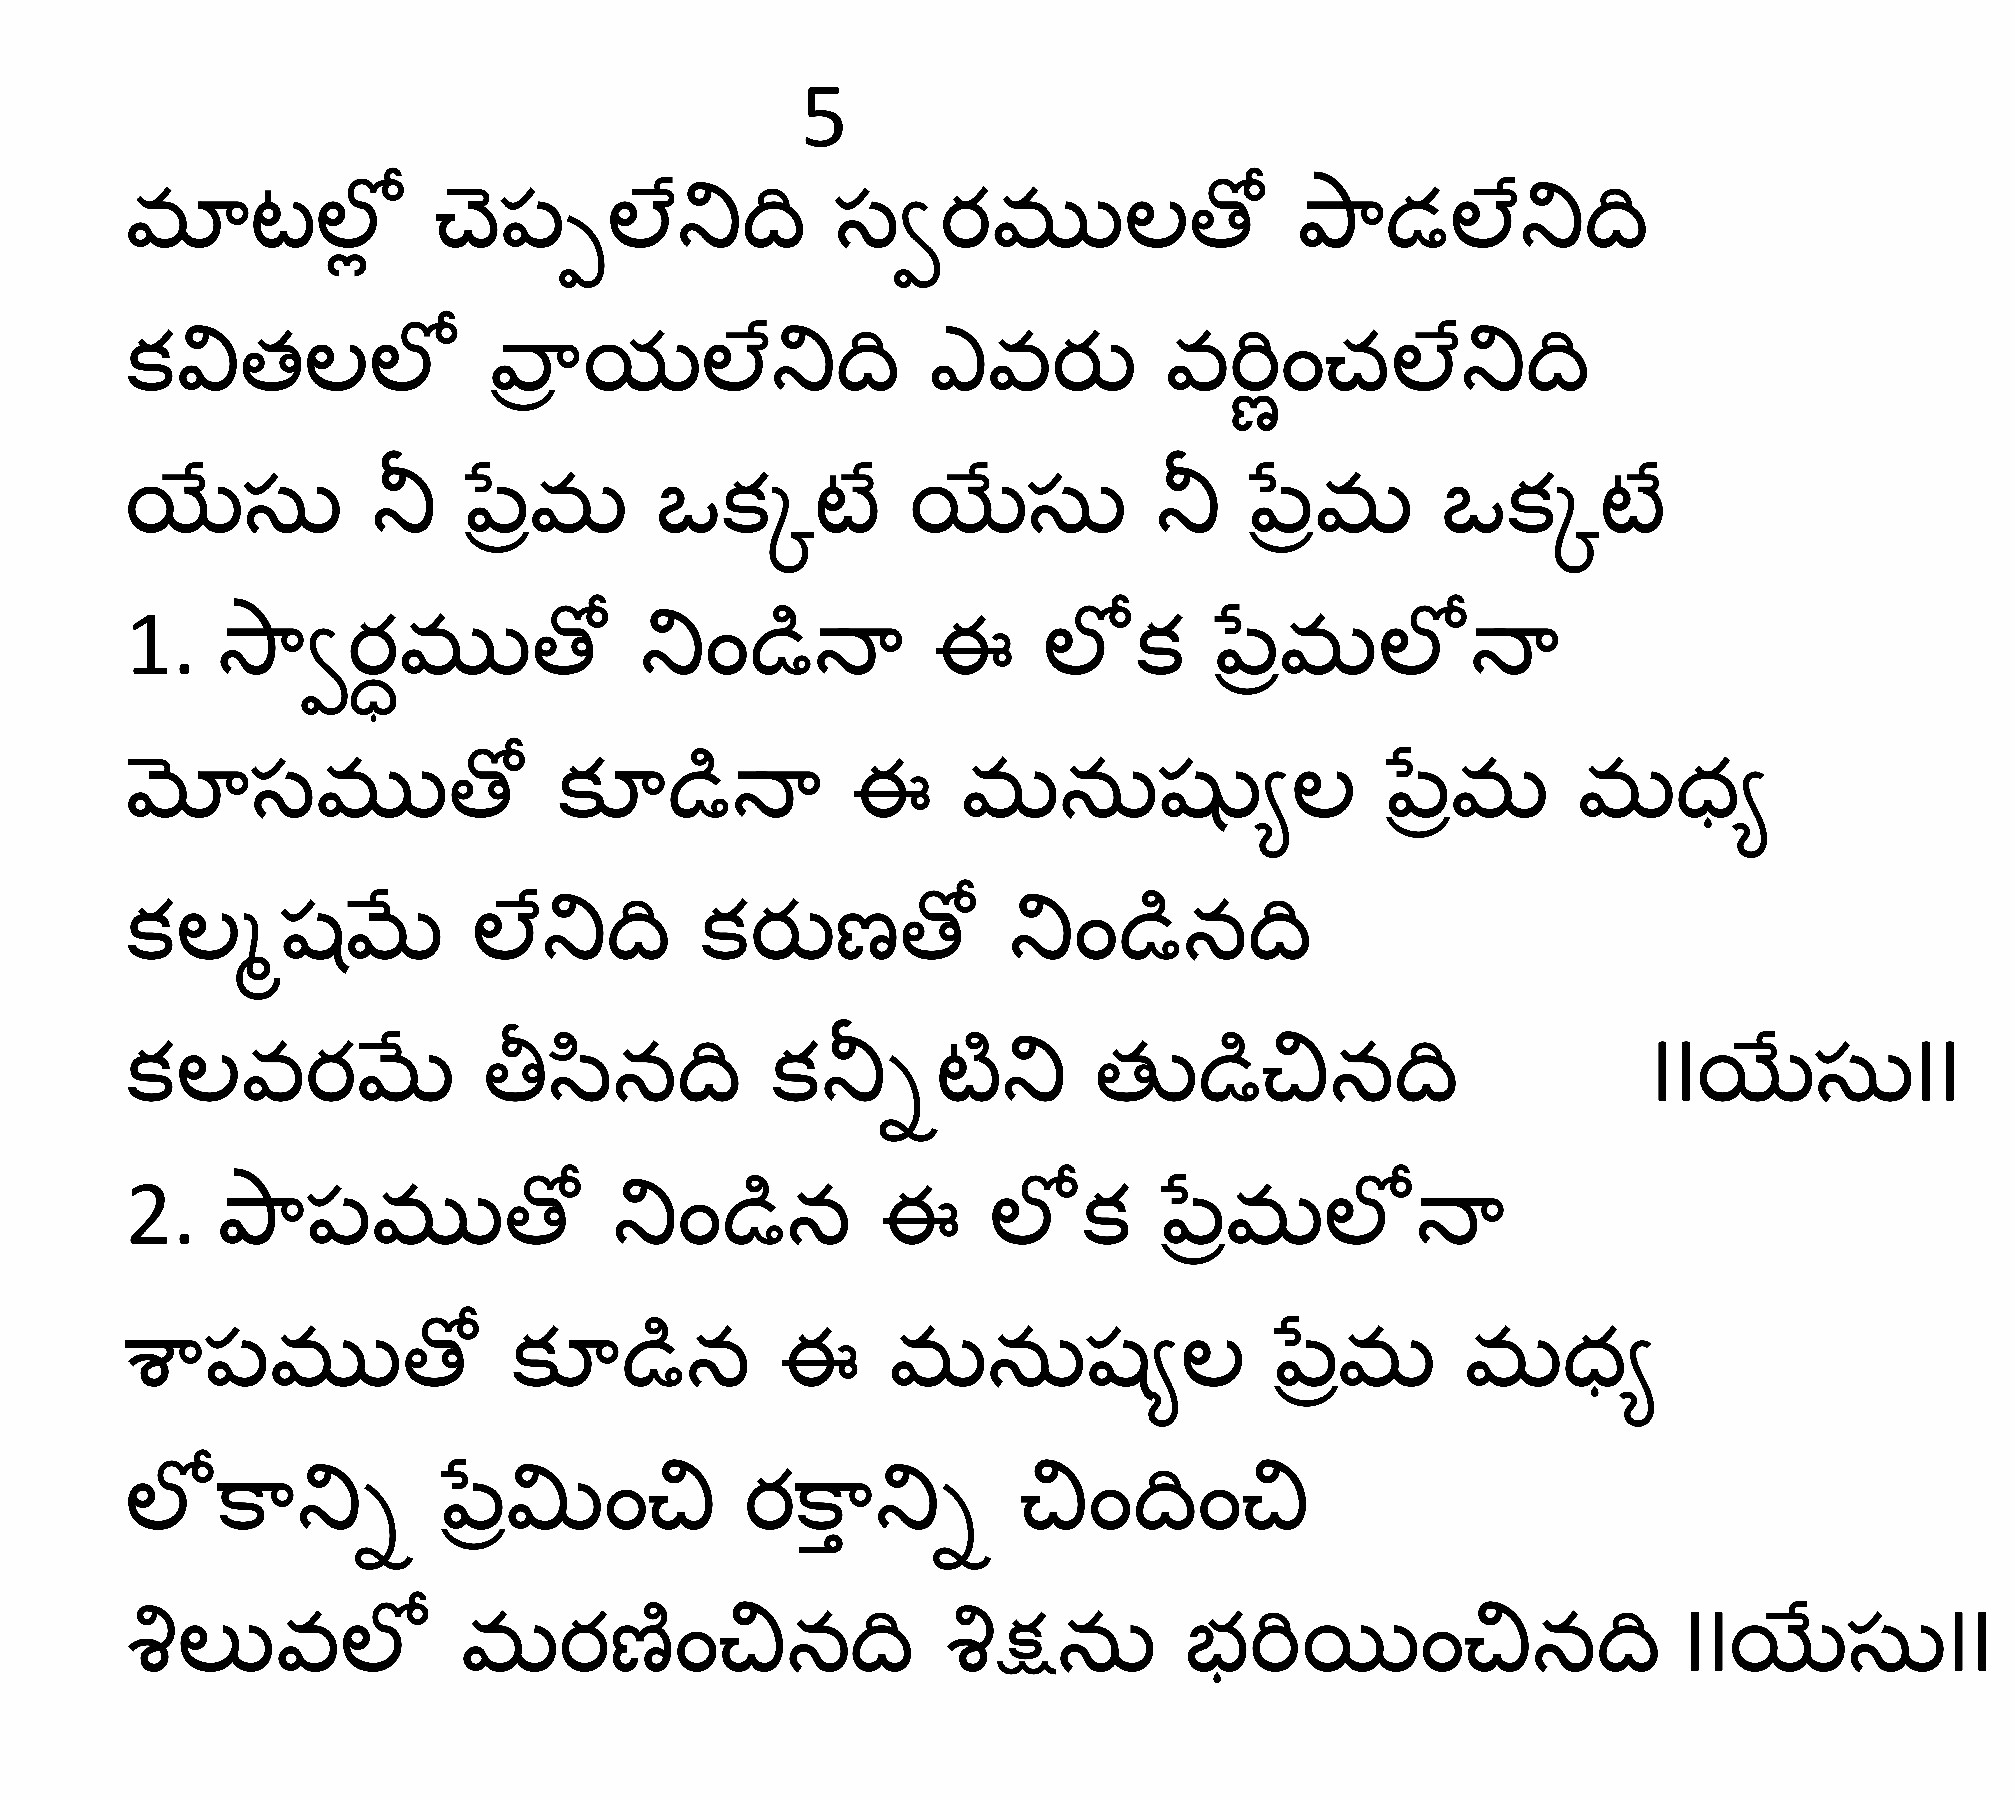 5
మాటల్లో చెప్పలేనిది స్వరములతో పాడలేనిది
కవితలలో వ్రాయలేనిది ఎవరు వర్ణించలేనిది
యేసు నీ ప్రేమ ఒక్కటే యేసు నీ ప్రేమ ఒక్కటే
1. స్వార్ధముతో నిండినా ఈ లోక ప్రేమలోనా
మోసముతో కూడినా ఈ మనుష్యుల ప్రేమ మధ్య
కల్మషమే లేనిది కరుణతో నిండినది
కలవరమే తీసినది కన్నీటిని తుడిచినది ||యేసు||
2. పాపముతో నిండిన ఈ లోక ప్రేమలోనా
శాపముతో కూడిన ఈ మనుష్యల ప్రేమ మధ్య
లోకాన్ని ప్రేమించి రక్తాన్ని చిందించి
శిలువలో మరణించినది శిక్షను భరియించినది ||యేసు||